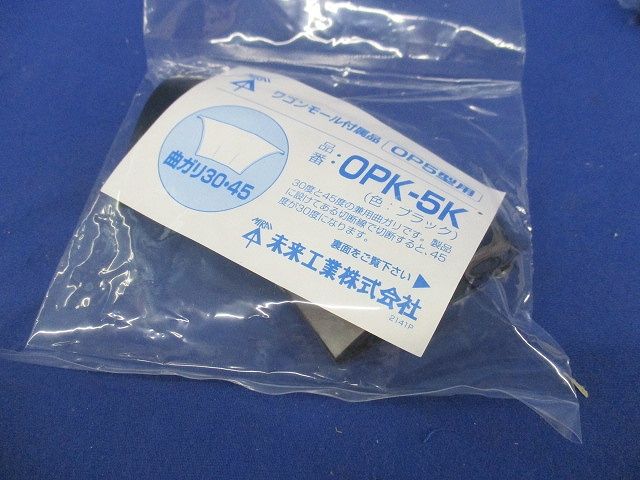 MIRAI
ワゴンモール付属品〔OP5型用〕
曲ガリ30・45
品番：OPK-5K
（色：ブラック）
30度と45度の兼用曲ガリです。製品
に設けてある切断線で切断すると、45
度が30度になります。
裏面をご覧下さい ▶
MIRAI
未来工業株式会社
2141P